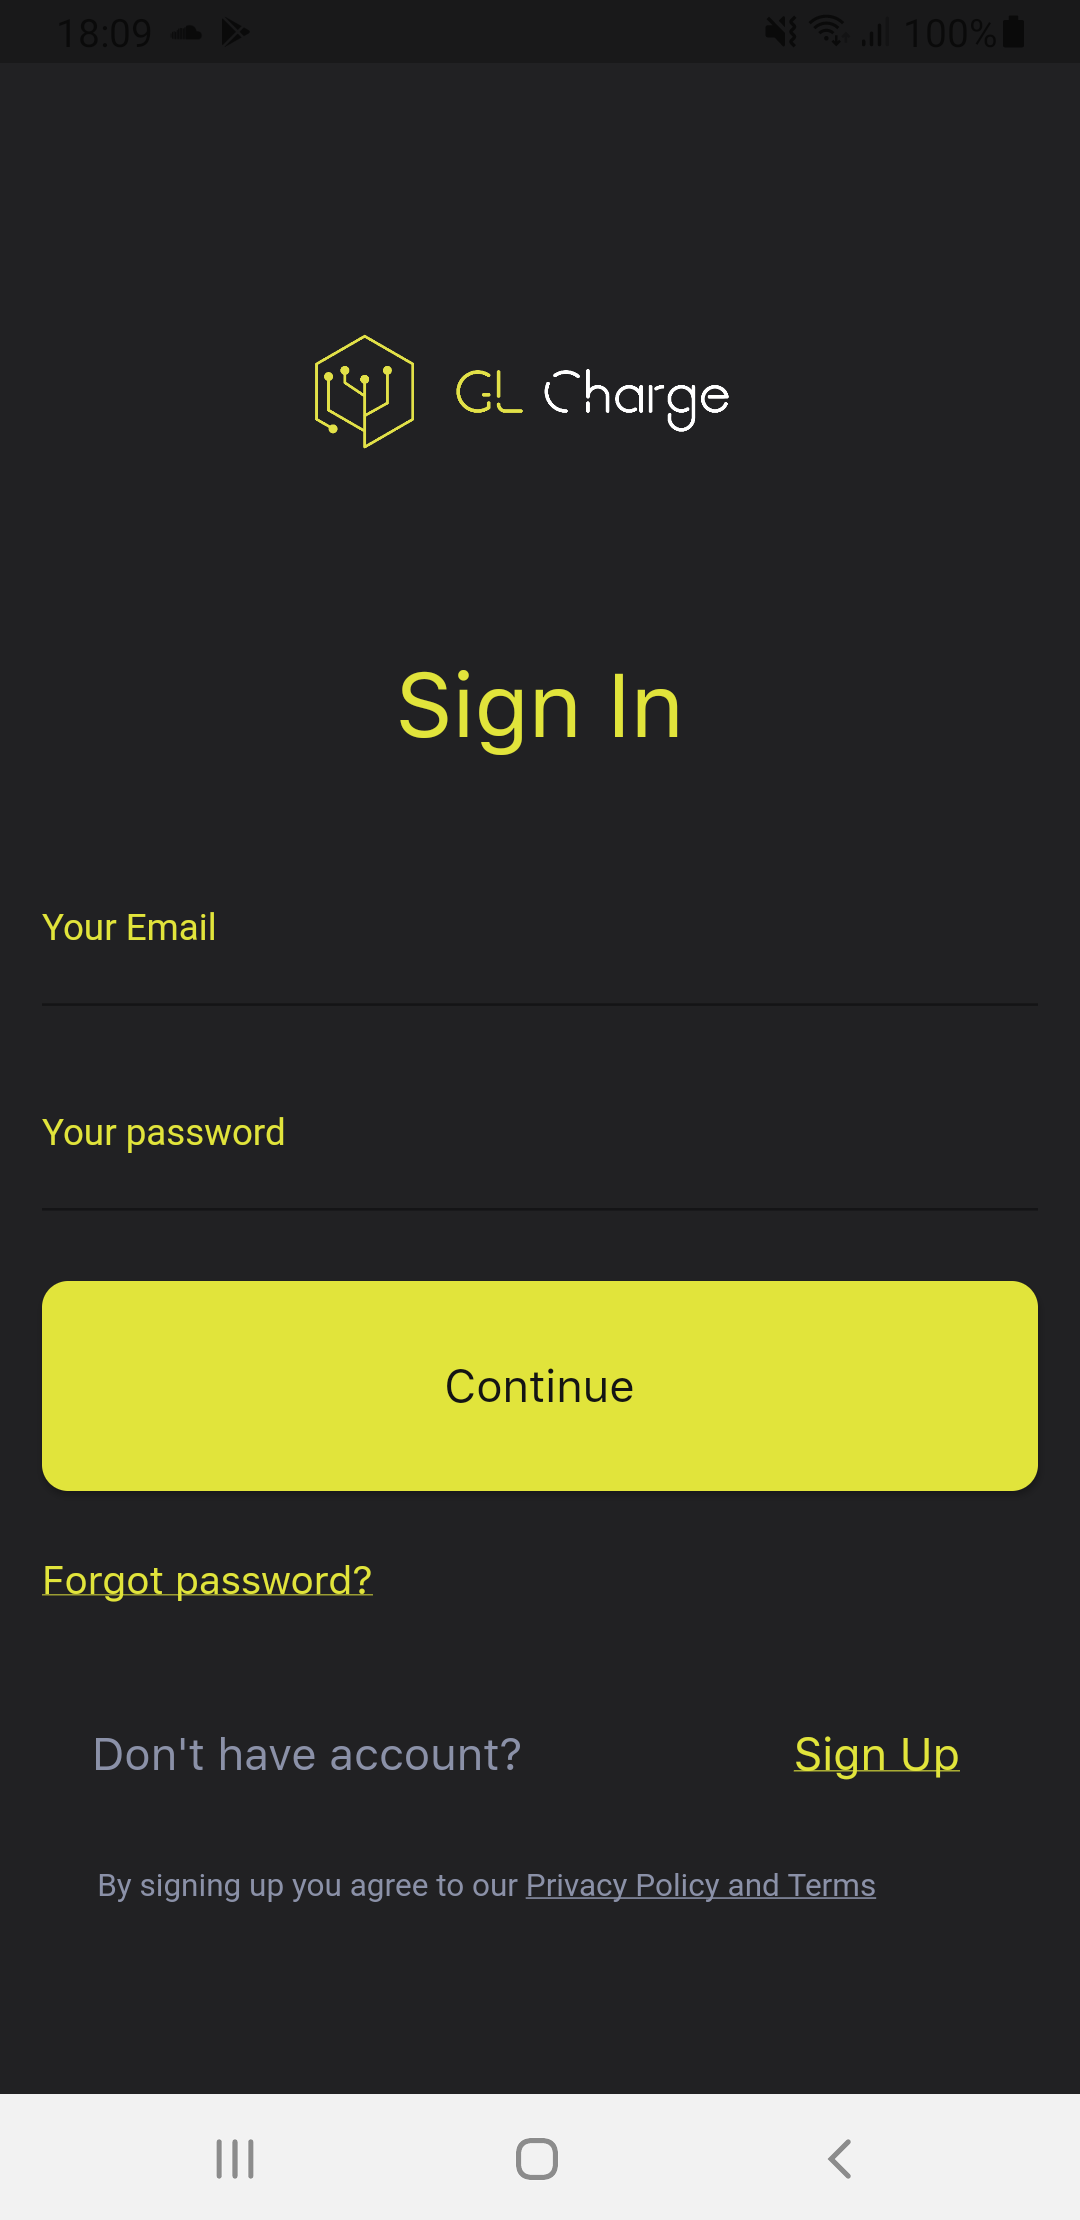 18:09 100%
GL Charge
Sign In
Your Email
Your password
Continue
Forgot password?
Don't have account? Sign Up
By signing up you agree to our Privacy Policy and Terms